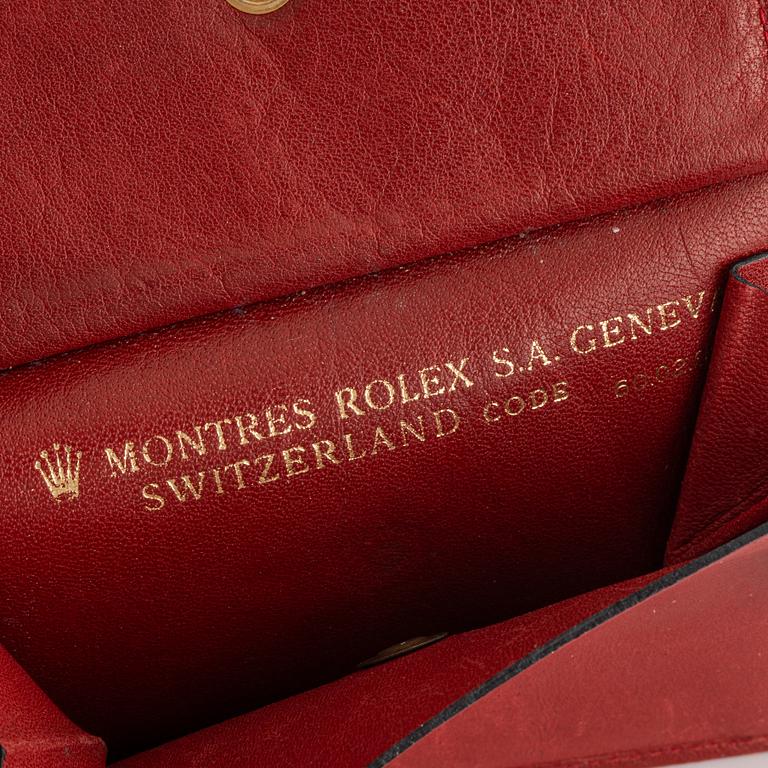 MONTRES ROLEX S.A. GENEV
SWITZERLAND CODE